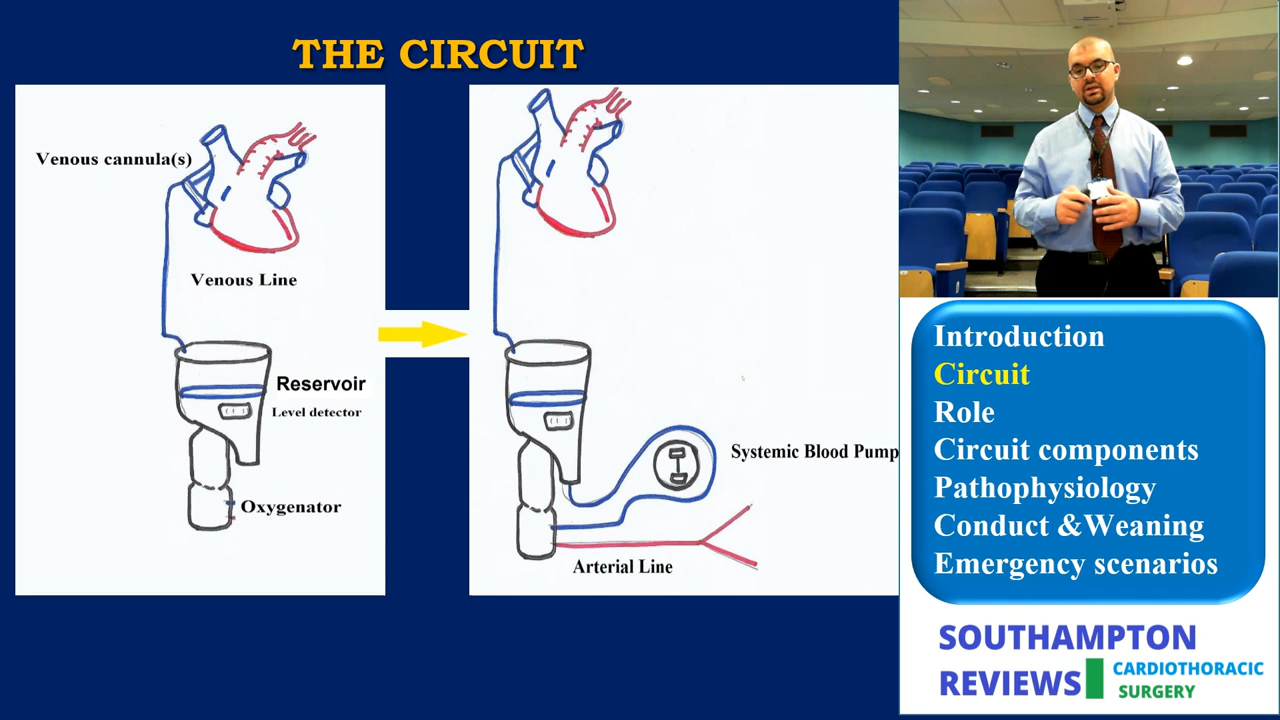 THE CIRCUIT
Venous cannula(s)
Venous Line
Reservoir
Level detector
Oxygenator
Systemic Blood Pump
Arterial Line
Introduction
Circuit
Role
Circuit components
Pathophysiology
Conduct &Weaning
Emergency scenarios
SOUTHAMPTON
REVIEWS
CARDIOTHORACIC
SURGERY